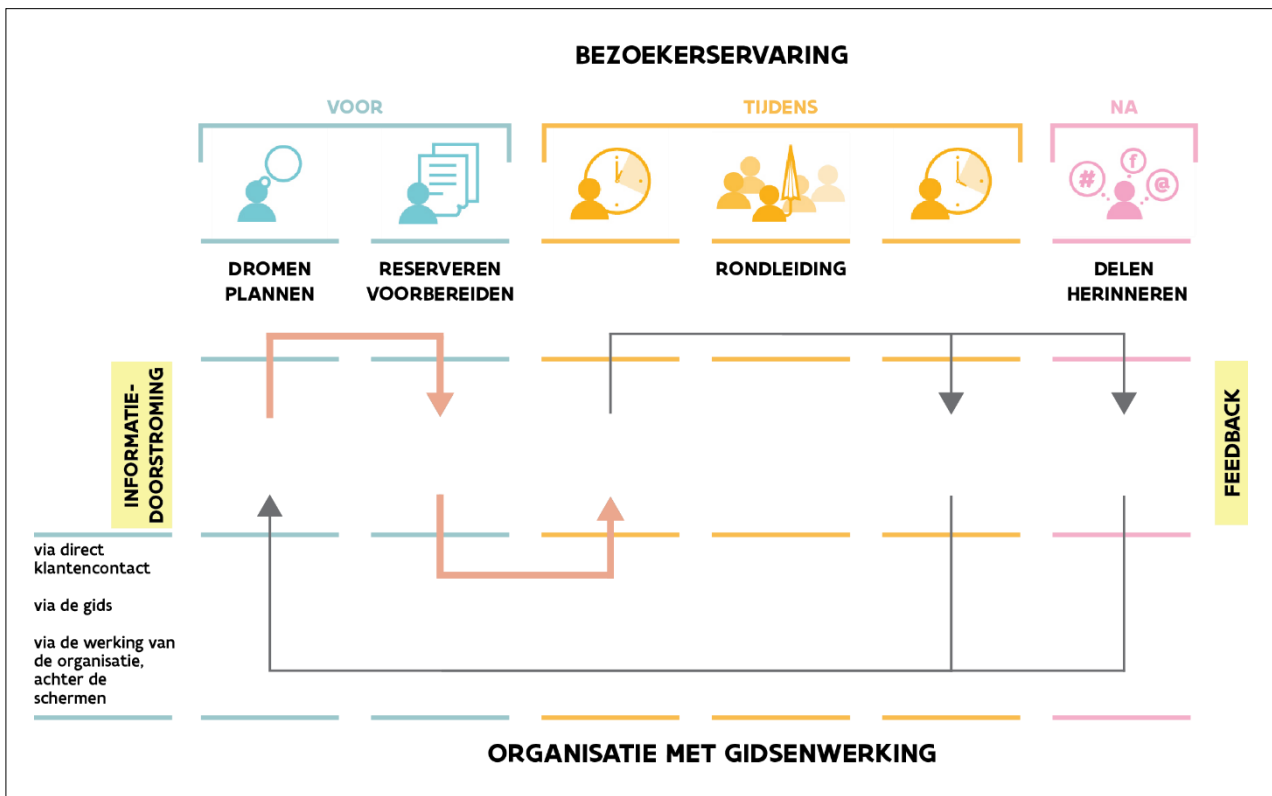 BEZOEKERSERVARING
VOOR
TIJDENS
NA
#
f
@
DROMEN
PLANNEN
RESERVEREN
VOORBEREIDEN
RONDLEIDING
DELEN
HERINNEREN
INFORMATIE-
DOORSTROMING
FEEDBACK
via direct
klantencontact
via de gids
via de werking van
de organisatie,
achter de
schermen
ORGANISATIE MET GIDSENWERKING